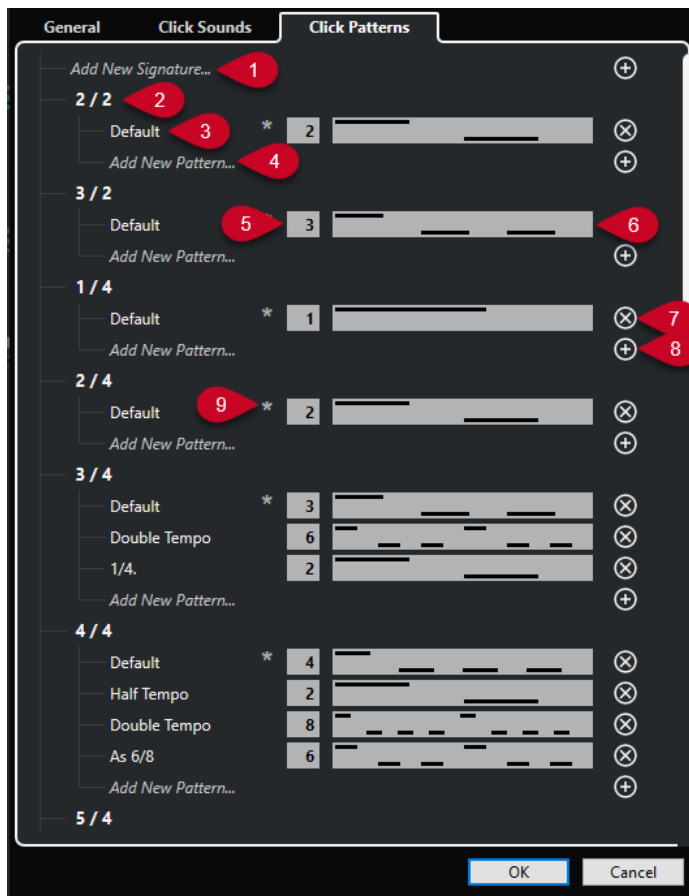 General Click Sounds Click Patterns
Add New Signature... 1
2 / 2 2
Default 3 * 2
Add New Pattern... 4
3 / 2
Default 5 3 6
Add New Pattern...
1 / 4
Default * 1 7
Add New Pattern... 8
2 / 4
Default 9 * 2
Add New Pattern...
3 / 4
Default * 3
Double Tempo 6
1/4. 2
Add New Pattern...
4 / 4
Default * 4
Half Tempo 2
Double Tempo 8
As 6/8 6
Add New Pattern...
5 / 4
OK Cancel